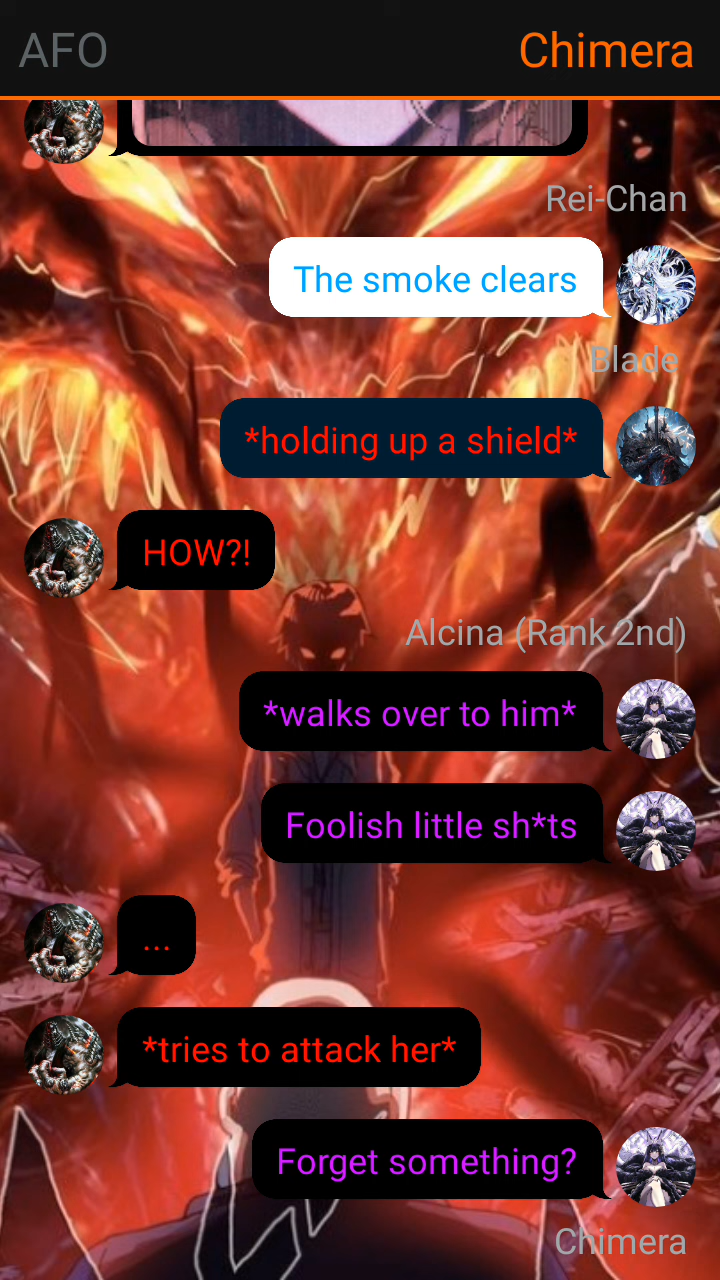 AFO
Chimera
Rei-Chan
The smoke clears
Blade
*holding up a shield*
HOW?!
Alcina (Rank 2nd)
*walks over to him*
Foolish little sh*ts
...
*tries to attack her*
Forget something?
Chimera